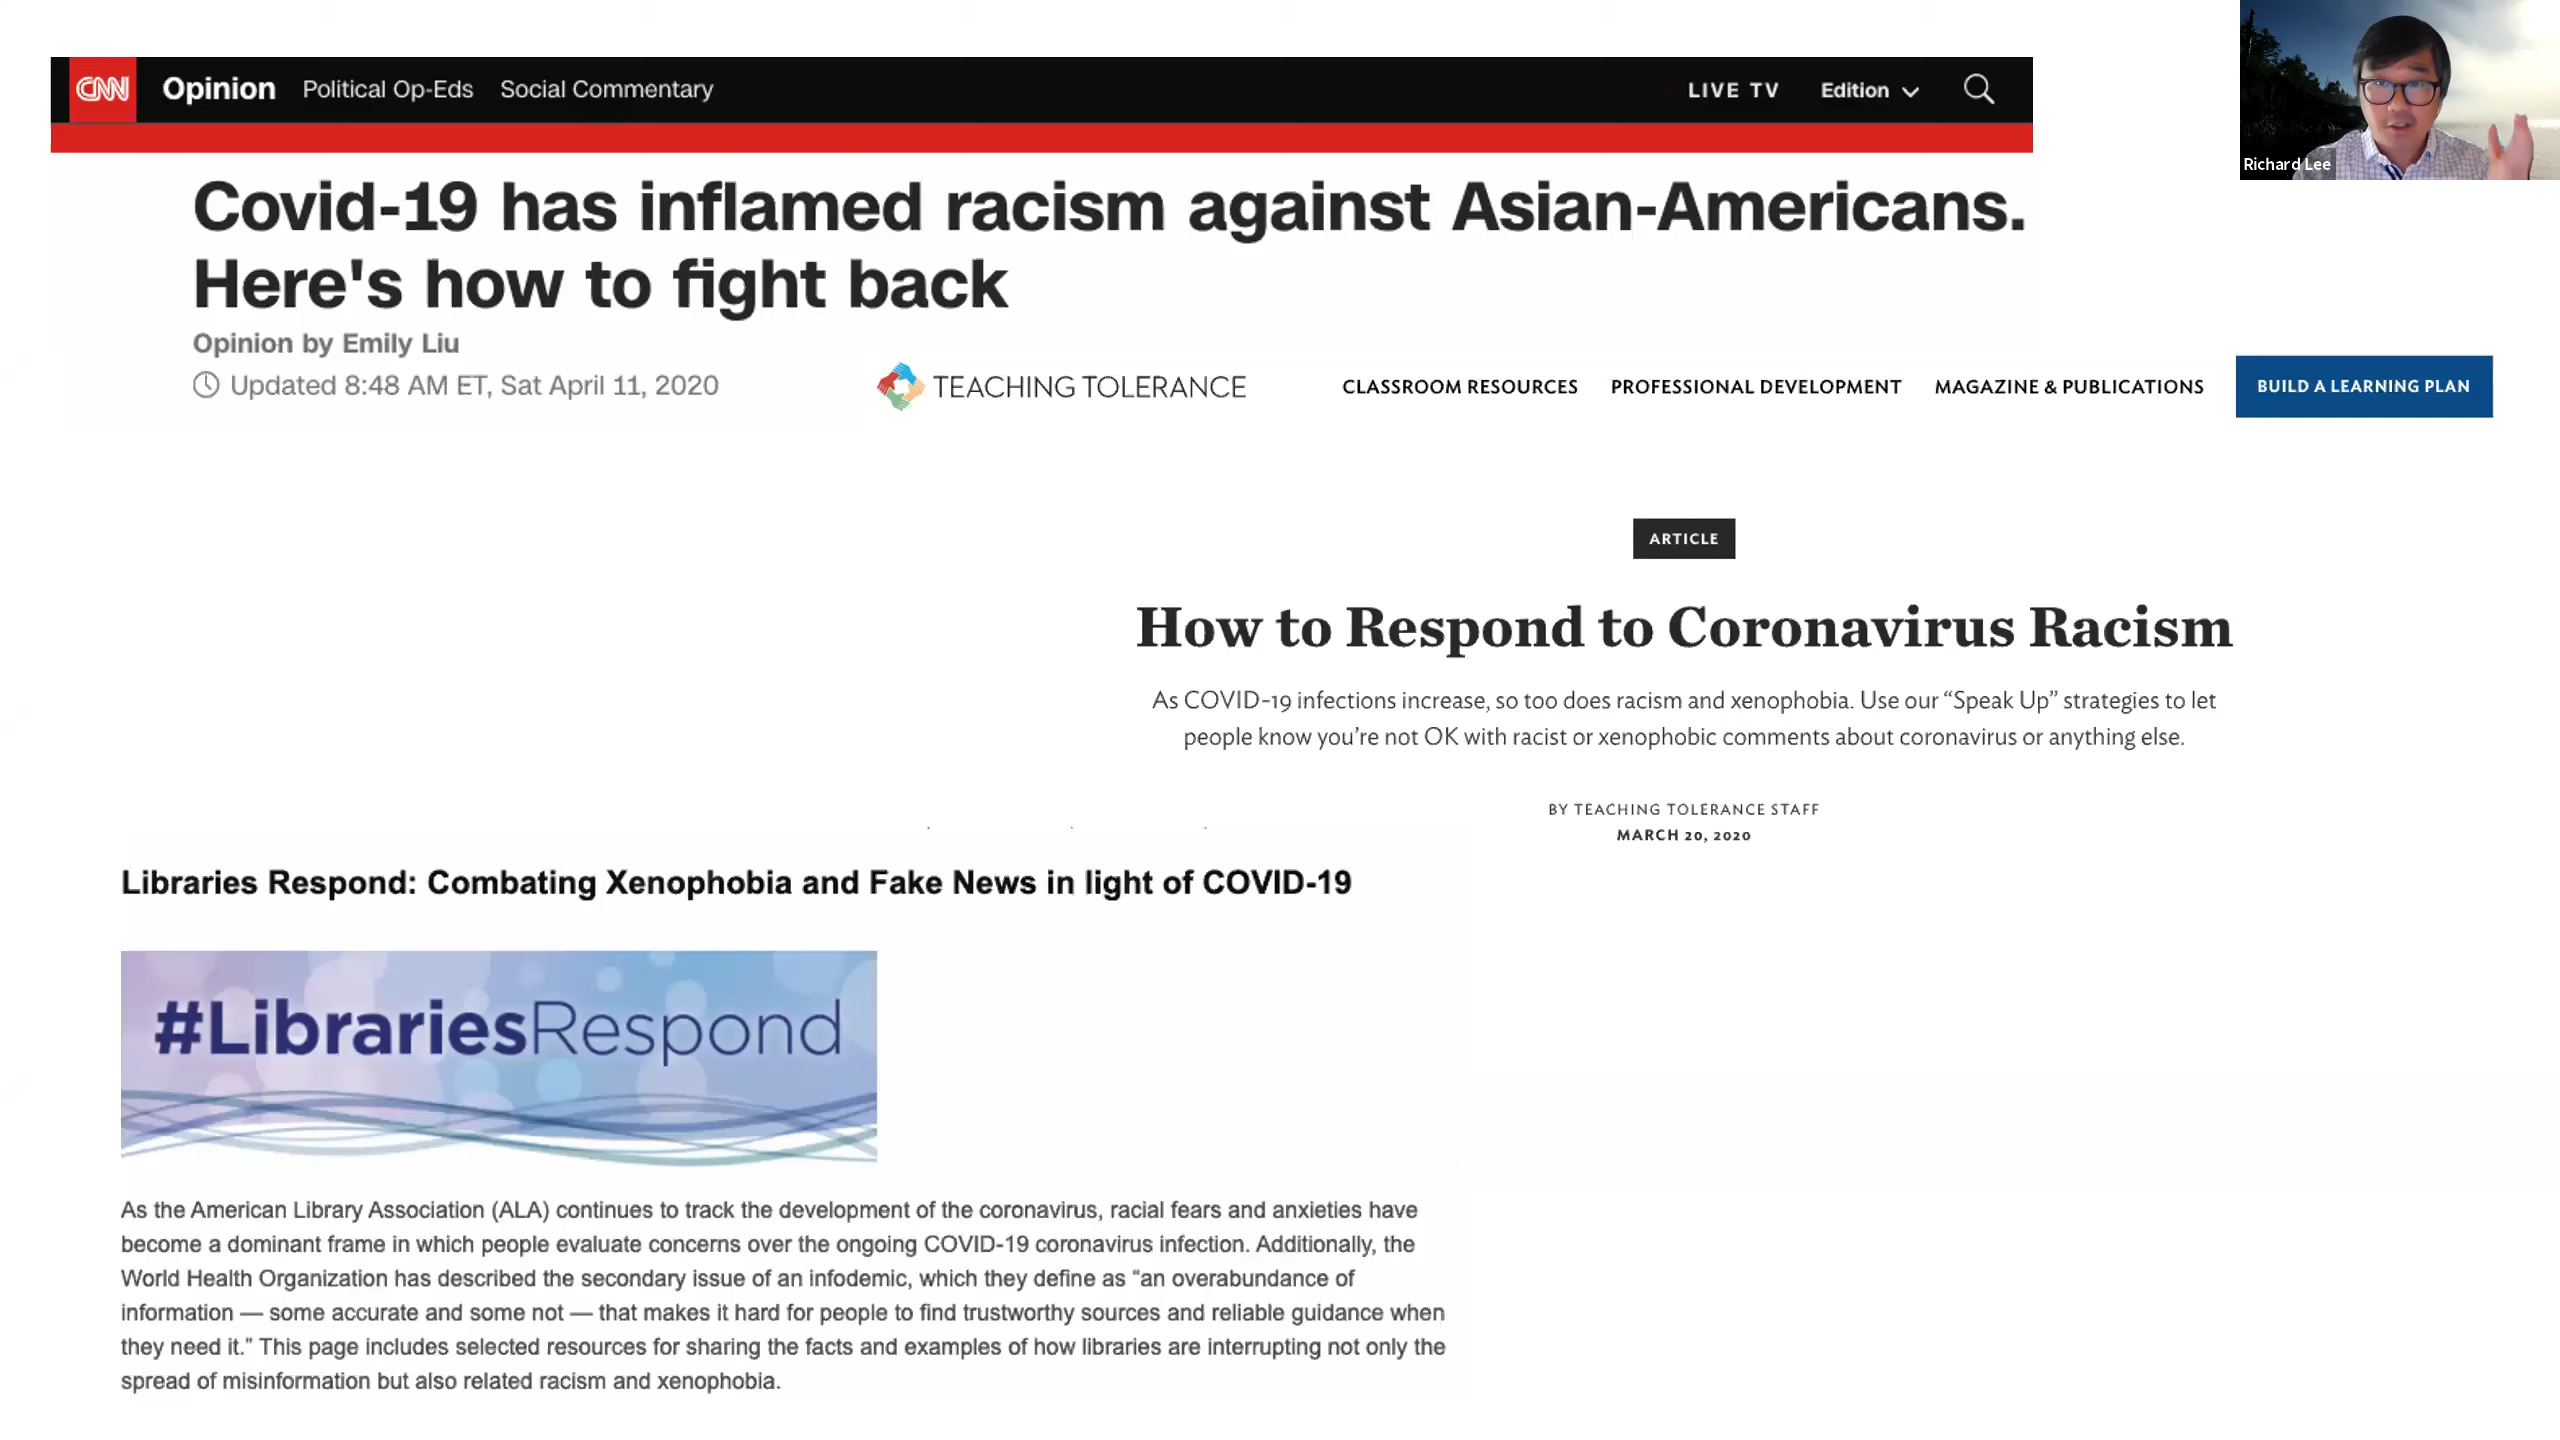 CNN Opinion Political Op-Eds Social Commentary LIVE TV Edition
Richard Lee
Covid-19 has inflamed racism against Asian-Americans.
Here's how to fight back
Opinion by Emily Liu
Updated 8:48 AM ET, Sat April 11, 2020
TEACHING TOLERANCE CLASSROOM RESOURCES PROFESSIONAL DEVELOPMENT MAGAZINE & PUBLICATIONS BUILD A LEARNING PLAN
ARTICLE
How to Respond to Coronavirus Racism
As COVID-19 infections increase, so too does racism and xenophobia. Use our “Speak Up” strategies to let
people know you’re not OK with racist or xenophobic comments about coronavirus or anything else.
BY TEACHING TOLERANCE STAFF
MARCH 20, 2020
Libraries Respond: Combating Xenophobia and Fake News in light of COVID-19
#LibrariesRespond
As the American Library Association (ALA) continues to track the development of the coronavirus, racial fears and anxieties have
become a dominant frame in which people evaluate concerns over the ongoing COVID-19 coronavirus infection. Additionally, the
World Health Organization has described the secondary issue of an infodemic, which they define as “an overabundance of
information — some accurate and some not — that makes it hard for people to find trustworthy sources and reliable guidance when
they need it.” This page includes selected resources for sharing the facts and examples of how libraries are interrupting not only the
spread of misinformation but also related racism and xenophobia.